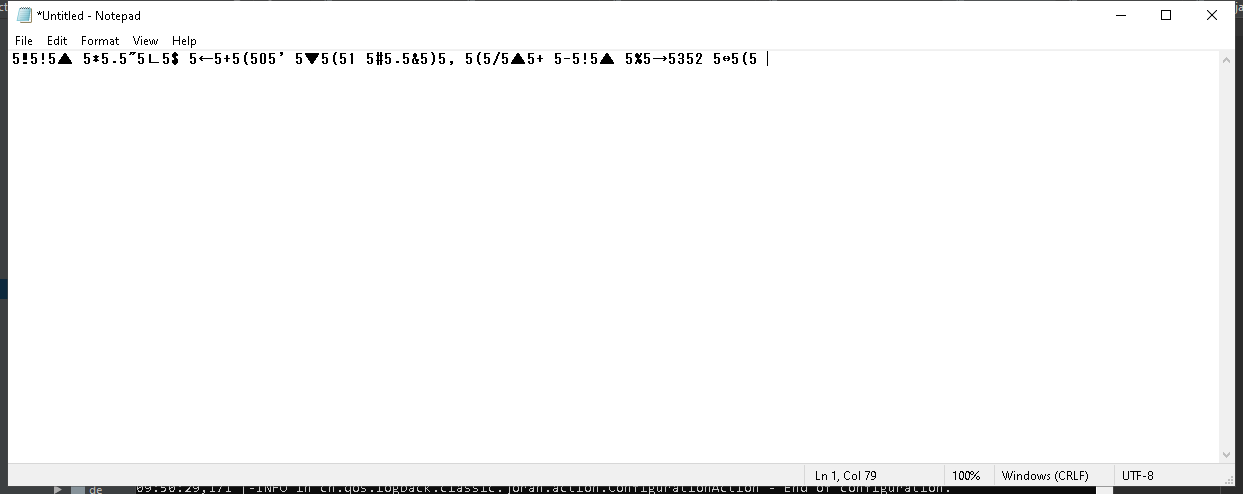 *Untitled - Notepad
File Edit Format View Help
5‼5!5▲ 5*5.5~5∟5$ 5←5+5(505' 5▼5(51 5#5.5&5)5, 5(5/5▲5+ 5-5!5▲ 5%5→5352 5↔5(5
Ln 1, Col 79 100% Windows (CRLF) UTF-8
de 09:50:29,171 |-INFO in ch.qos.logback.classic.joran.action.ConfigurationAction - End of configuration.